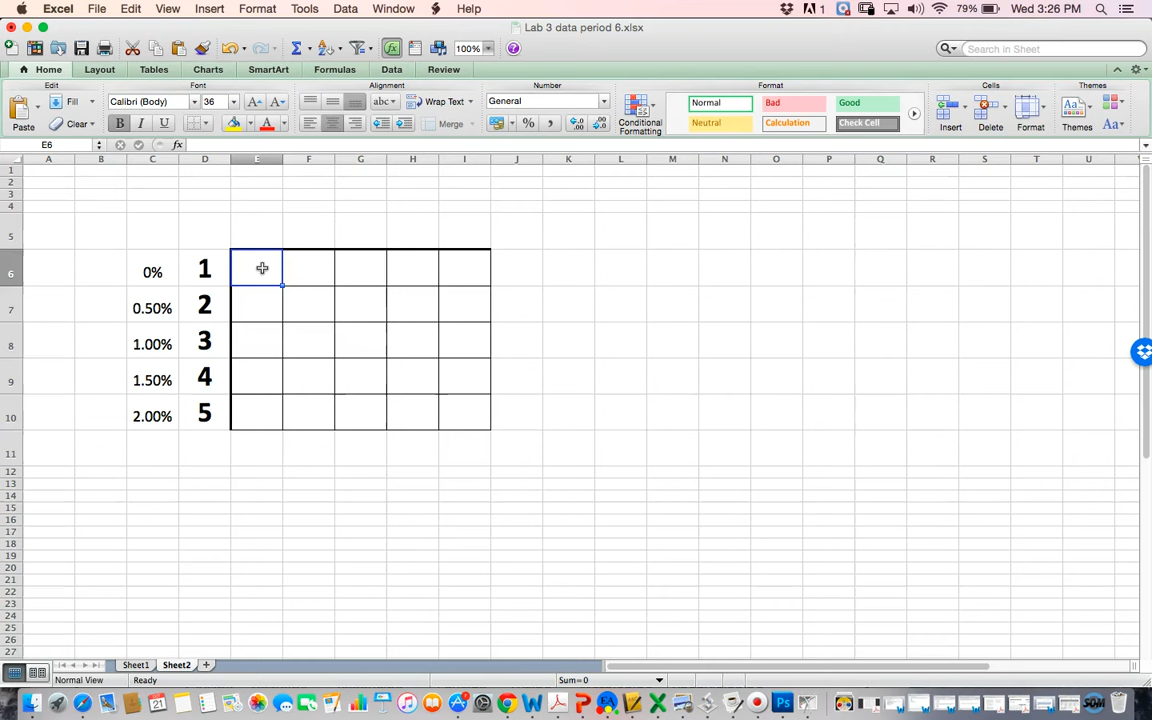 Excel File Edit View Insert Format Tools Data Window Help 1 79% Wed 3:26 PM
Lab 3 data period 6.xlsx
100% Search in Sheet
Home Layout Tables Charts SmartArt Formulas Data Review
Edit Font Alignment Number Format Cells Themes
Paste Fill Clear Calibri (Body) 36 abc Wrap Text Merge General Conditional Formatting Normal Bad Good Neutral Calculation Check Cell Insert Delete Format Themes Aa
B I U A % ,
E6 fx
A B C D E F G H I J K L M N O P Q R S T U
1
2
3
4
5
6 0% 1
7 0.50% 2
8 1.00% 3
9 1.50% 4
10 2.00% 5
11
12
13
14
15
16
17
18
19
20
21
22
23
24
25
26
27
Sheet1 Sheet2
Normal View Ready Sum=0